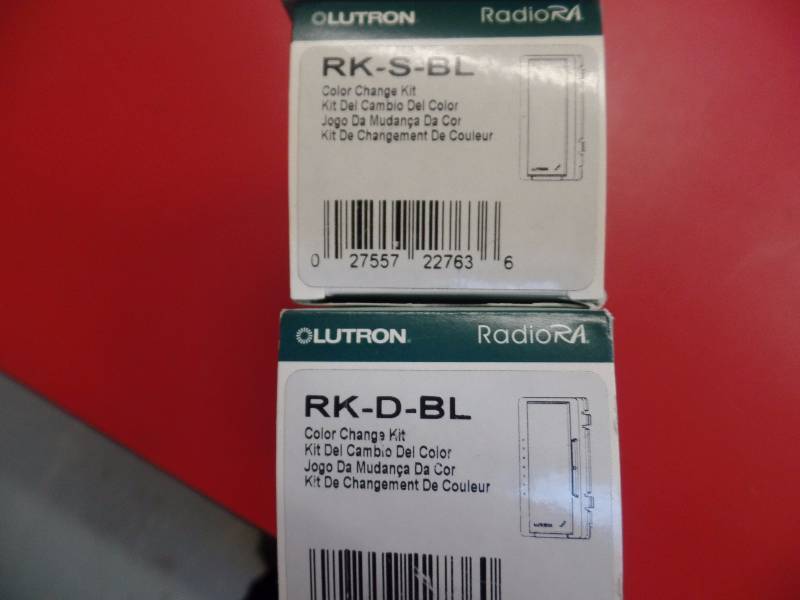 LUTRON RadioRA
RK-S-BL
Color Change Kit
Kit Del Cambio Del Color
Jogo Da Mudança Da Cor
Kit De Changement De Couleur
LUTRON
0 27557 22763 6
LUTRON RadioRA
RK-D-BL
Color Change Kit
Kit Del Cambio Del Color
Jogo Da Mudança Da Cor
Kit De Changement De Couleur
LUTRON